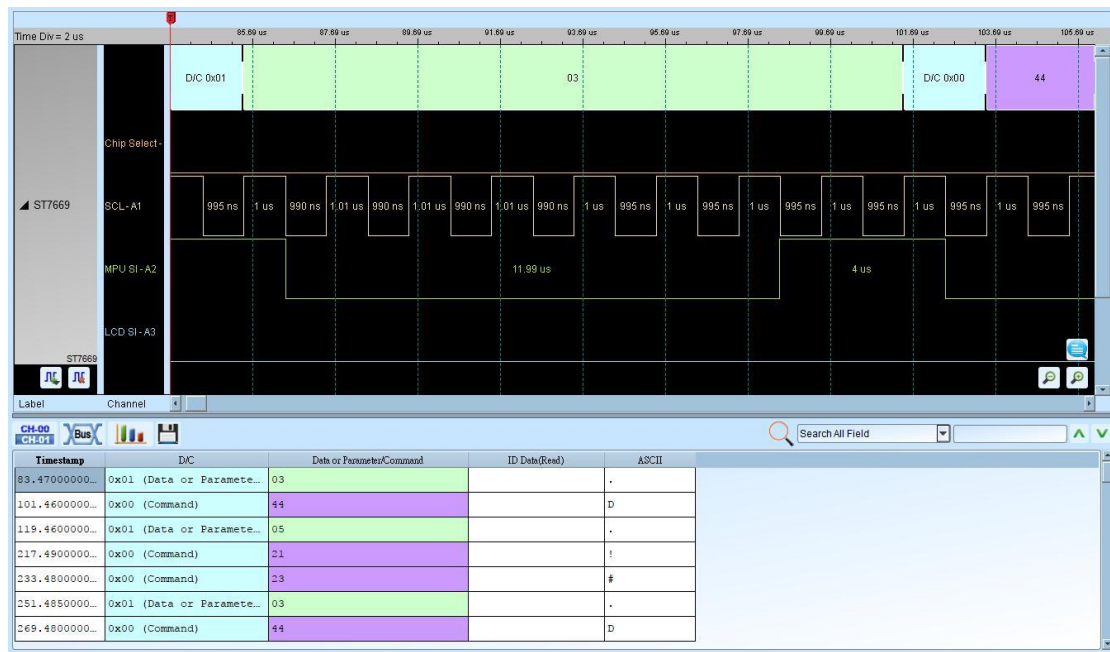 Time Div = 2 us 85.69 us 87.69 us 89.69 us 91.69 us 93.69 us 95.69 us 97.69 us 99.69 us 101.69 us 103.69 us 105.69 us
D/C 0x01 03 D/C 0x00 44
Chip Select-
ST7669 SCL-A1 995 ns 1 us 990 ns 1.01 us 990 ns 1.01 us 990 ns 1.01 us 990 ns 1 us 995 ns 1 us 995 ns 1 us 995 ns 1 us 995 ns 1 us 995 ns 1 us 995 ns
MPU SI-A2 11.99 us 4 us
LCD SI-A3
ST7669
Label Channel
CH-00
CH-01 Bus Search All Field
Timestamp D/C Data or Parameter/Command ID Data(Read) ASCII
83.47000000... 0x01 (Data or Paramete... 03 .
101.4600000... 0x00 (Command) 44 D
119.4600000... 0x01 (Data or Paramete... 05 .
217.4900000... 0x00 (Command) 21 !
233.4800000... 0x00 (Command) 23 #
251.4850000... 0x01 (Data or Paramete... 03 .
269.4800000... 0x00 (Command) 44 D